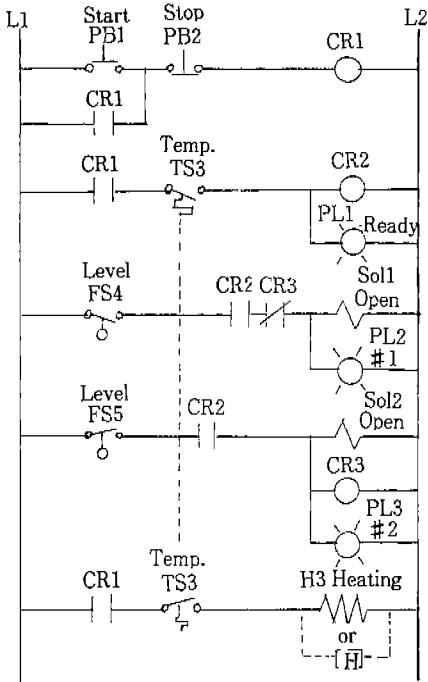 L1
Start
PB1
Stop
PB2
CR1
L2
CR1
CR1
Temp.
TS3
CR2
PL1
Ready
Level
FS4
CR2
CR3
Sol1
Open
PL2
#1
Level
FS5
CR2
Sol2
Open
CR3
PL3
#2
CR1
Temp.
TS3
H3 Heating
or
H